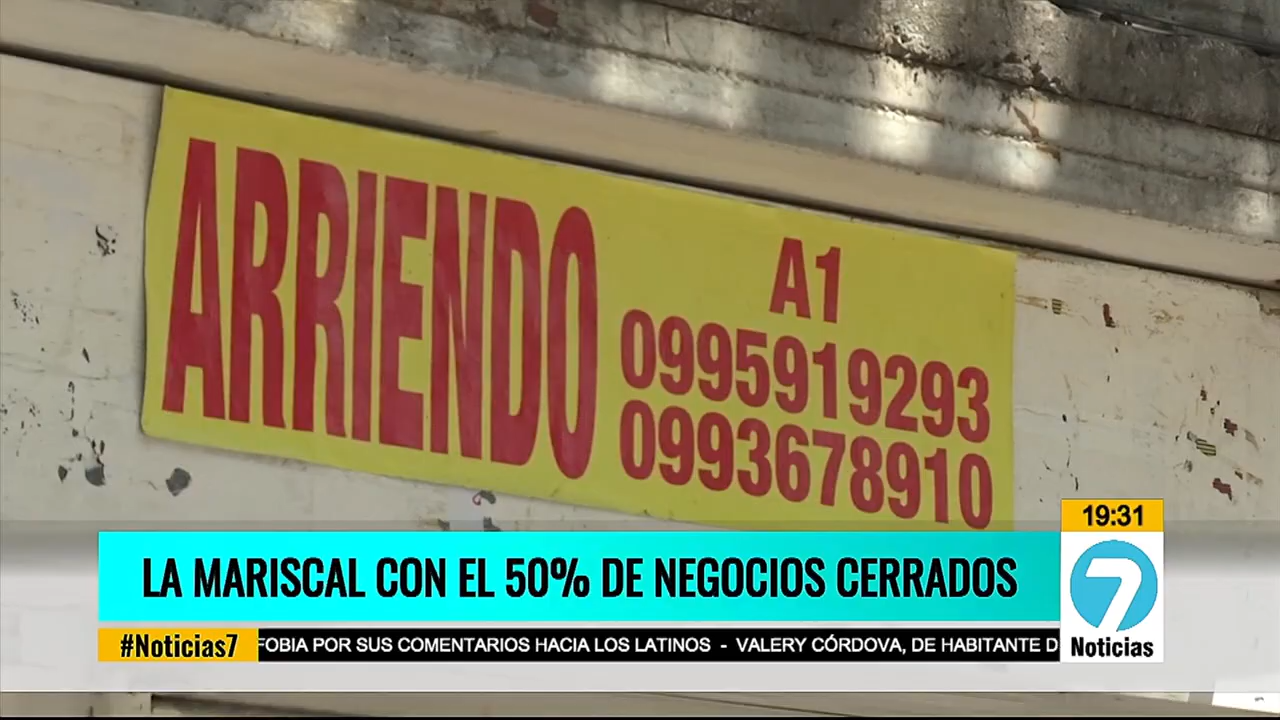 ARRIENDO
A1
0995919293
0993678910
19:31
LA MARISCAL CON EL 50% DE NEGOCIOS CERRADOS
7
Noticias
#Noticias7
FOBIA POR SUS COMENTARIOS HACIA LOS LATINOS - VALERY CÓRDOVA, DE HABITANTE D